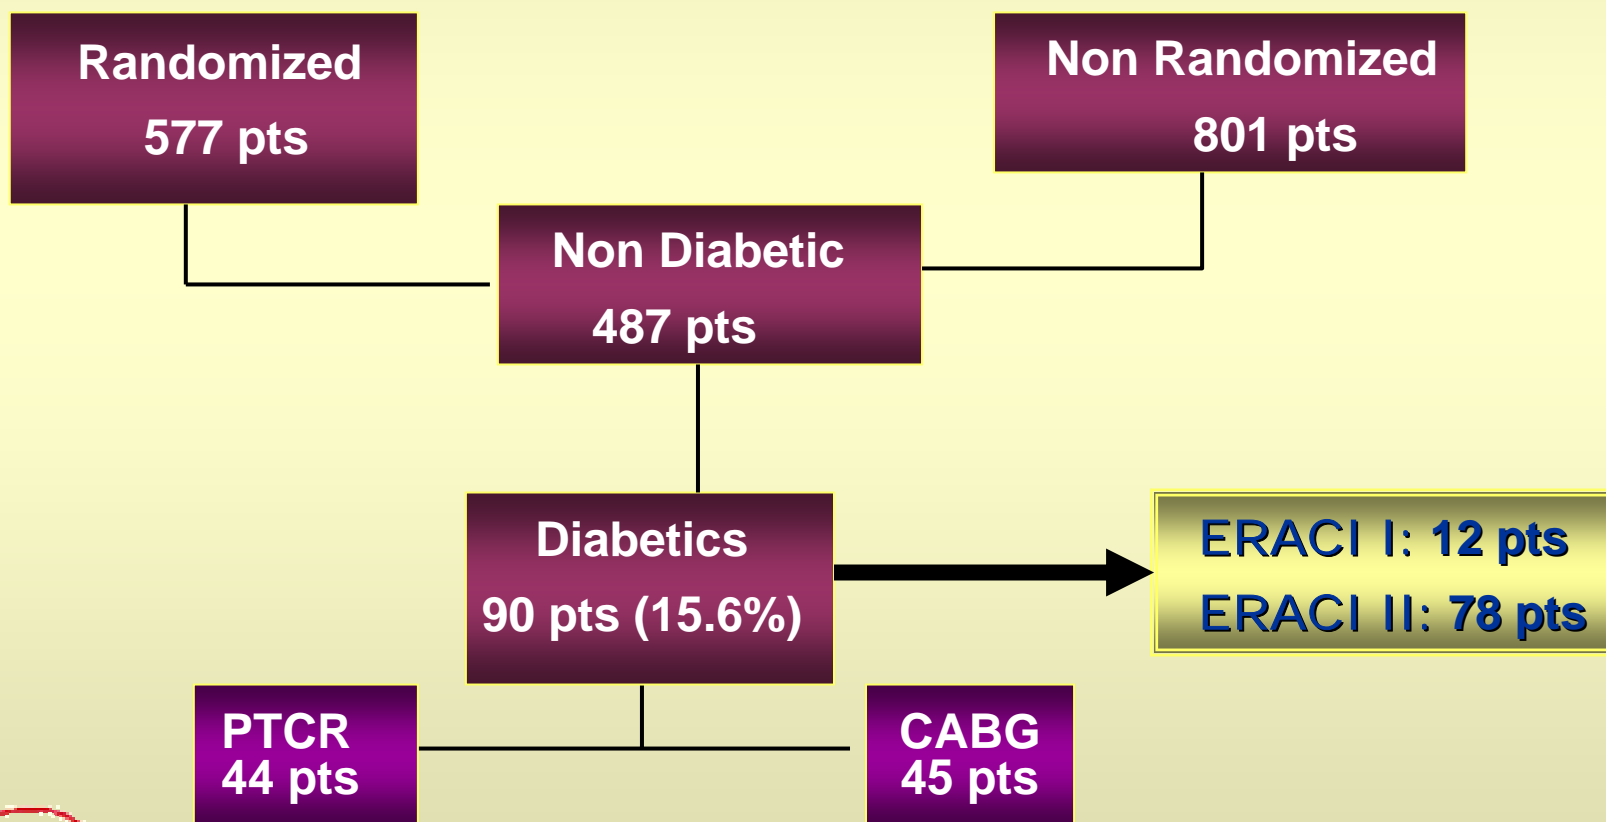 Randomized
577 pts
Non Randomized
801 pts
Non Diabetic
487 pts
Diabetics
90 pts (15.6%)
ERACI I: 12 pts
ERACI II: 78 pts
PTCR
44 pts
CABG
45 pts